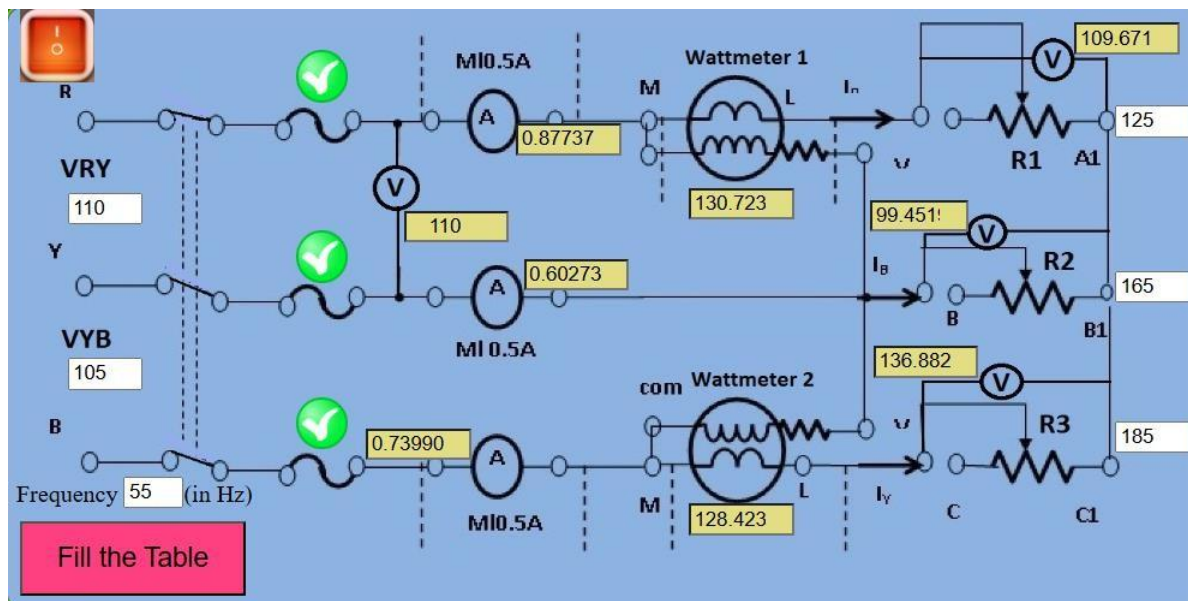 I
O
R
VRY
110
Y
VYB
105
B
Frequency 55 (in Hz)
Fill the Table
MI0.5A
A
0.87737
V
110
A
0.60273
MI 0.5A
0.73990
A
MI0.5A
Wattmeter 1
M
L
130.723
com
Wattmeter 2
M
L
128.423
V
109.671
R1
A1
125
99.451
V
I_B
R2
B
B1
165
136.882
V
V
I_Y
R3
C
C1
185